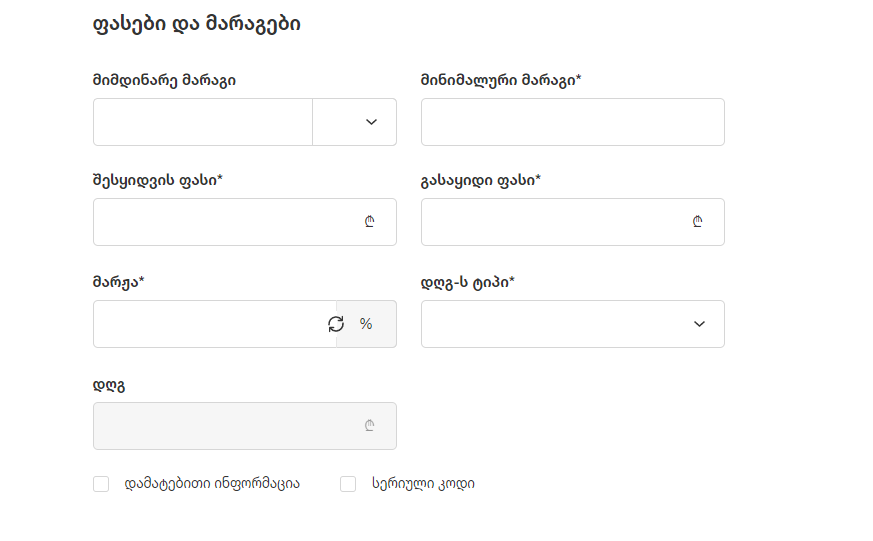 ფასები და მარაგები
მიმდინარე მარაგი
მინიმალური მარაგი*
შესყიდვის ფასი*
გასაყიდი ფასი*
₾
₾
მარჟა*
დღგ-ს ტიპი*
%
დღგ
₾
დამატებითი ინფორმაცია
სერიული კოდი